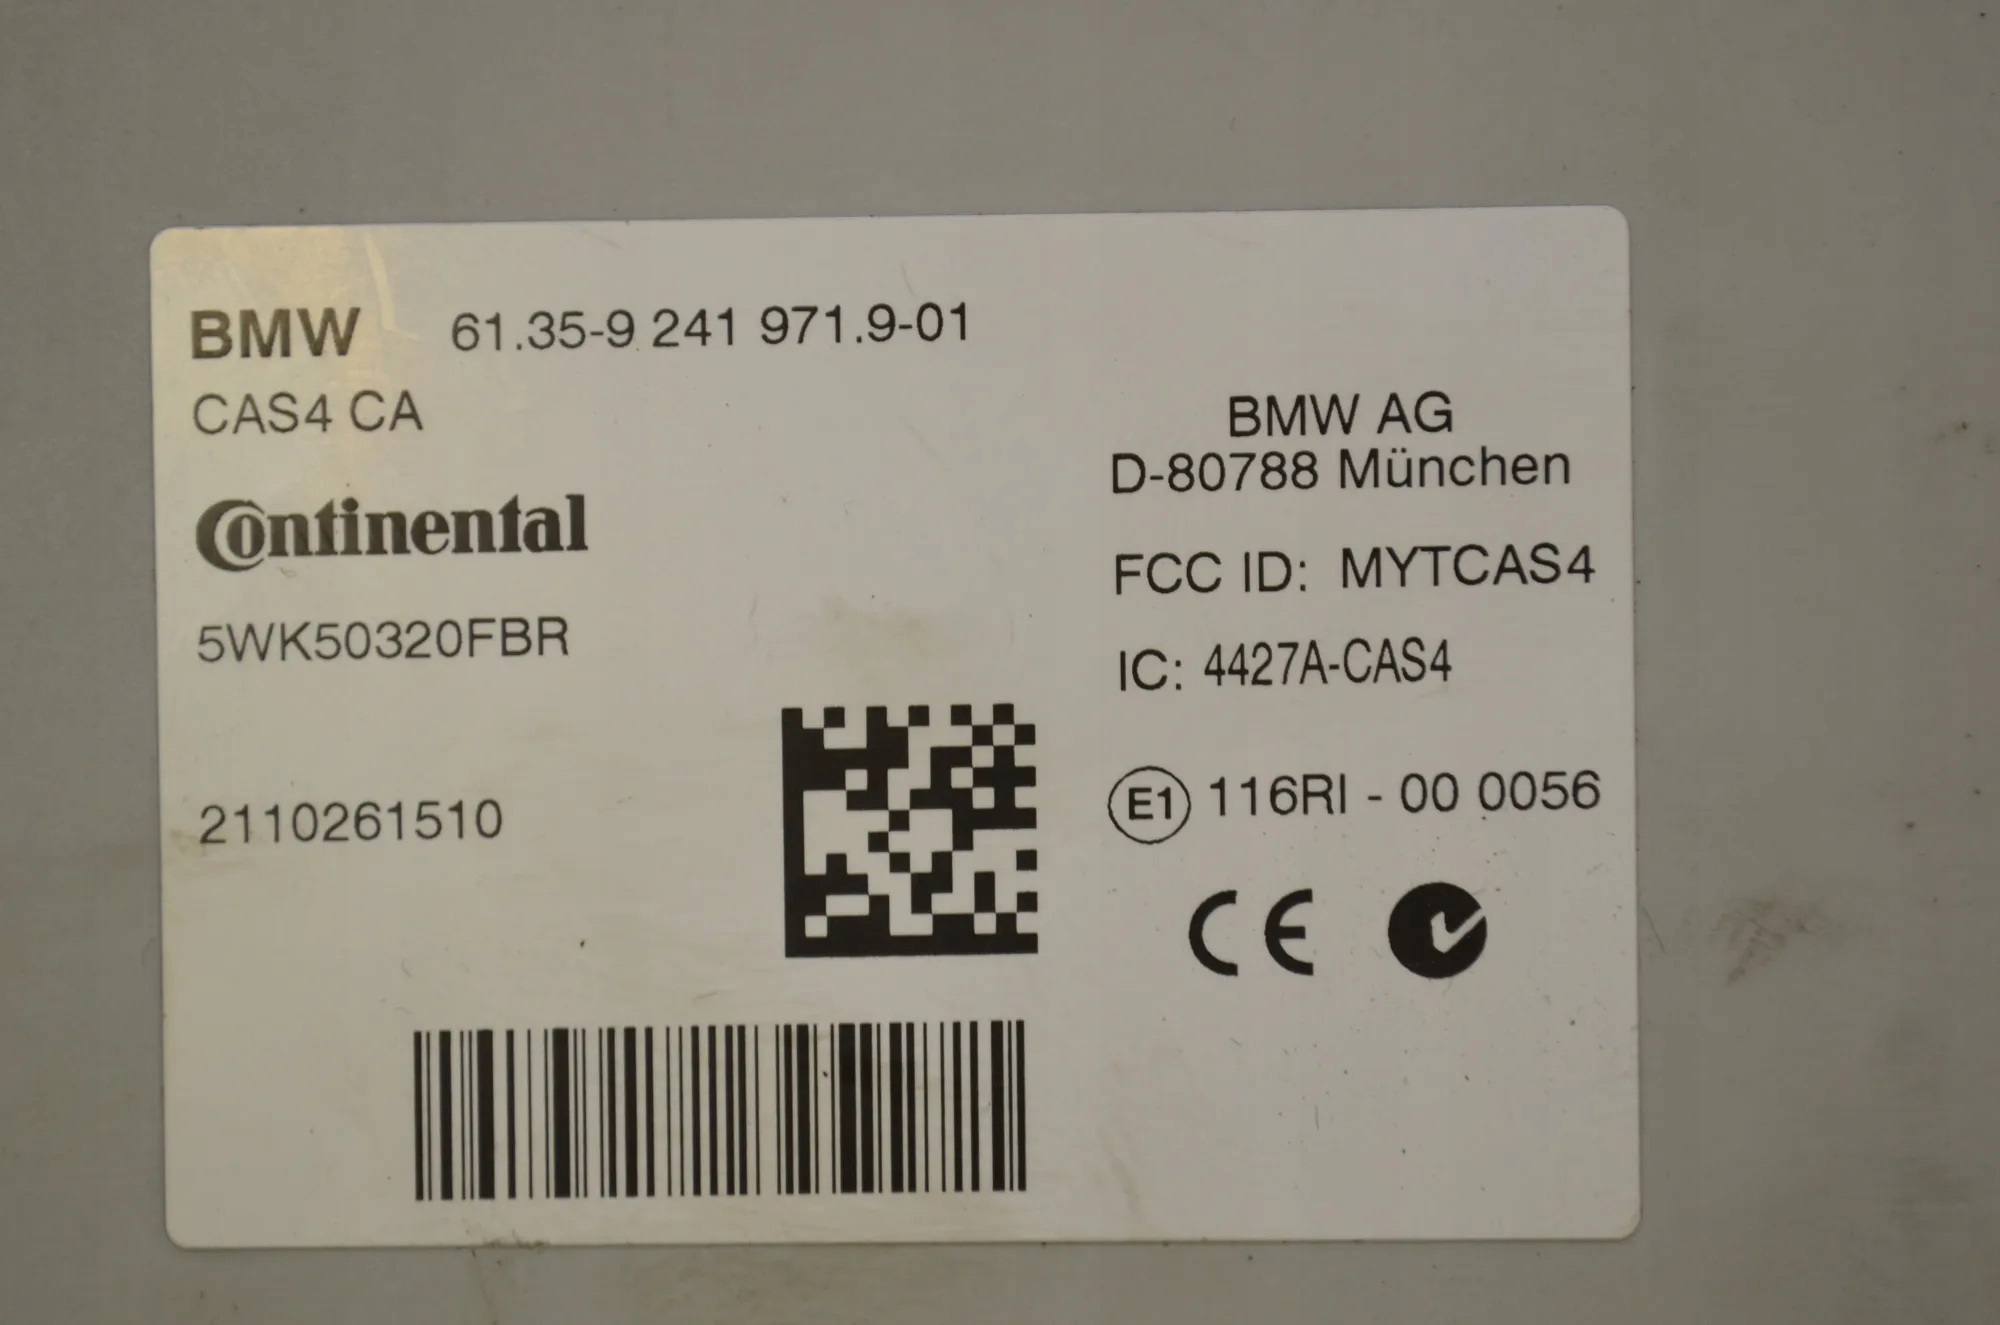 BMW 61.35-9 241 971.9-01
CAS4 CA
Continental
5WK50320FBR
2110261510
BMW AG
D-80788 München
FCC ID: MYTCAS4
IC: 4427A-CAS4
E1 116RI - 00 0056
CE